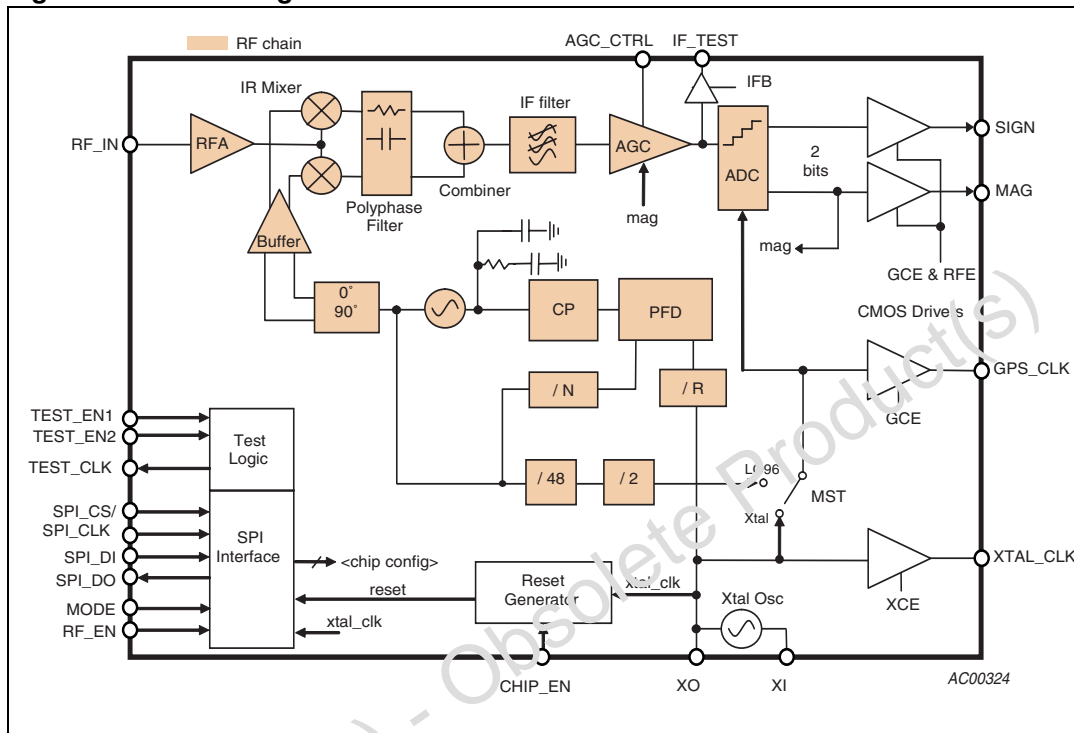 RF chain
AGC_CTRL
IF_TEST
IR Mixer
IF filter
IFB
RF_IN
RFA
AGC
ADC
2
bits
SIGN
MAG
Combiner
Polyphase
Filter
mag
mag
Buffer
GCE & RFE
0°
90°
CP
PFD
CMOS Drivers
/ N
/ R
GPS_CLK
GCE
TEST_EN1
TEST_EN2
TEST_CLK
Test
Logic
/ 48
/ 2
LO96
MST
Xtal
SPI_CS/
SPI_CLK
SPI_DI
SPI_DO
MODE
RF_EN
SPI
Interface
<chip config>
reset
xtal_clk
Reset
Generator
xtal_clk
Xtal Osc
XTAL_CLK
XCE
CHIP_EN
XO
XI
AC00324
) - Obsolete Product(s)